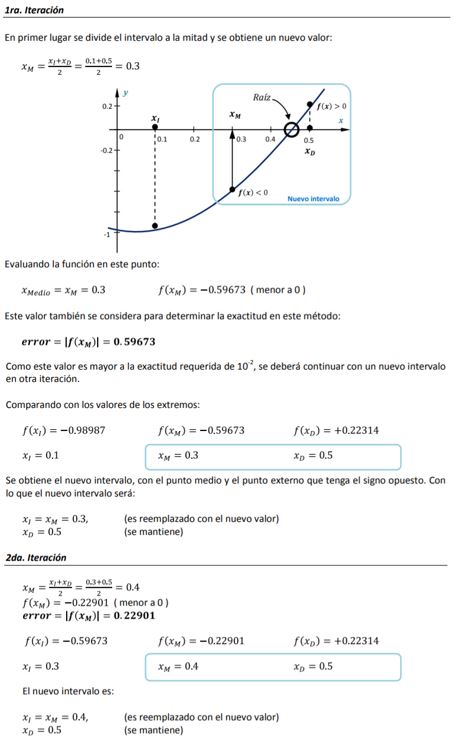 1ra. Iteración
En primer lugar se divide el intervalo a la mitad y se obtiene un nuevo valor:
x_M = (x_I+x_D)/2 = (0.1+0.5)/2 = 0.3
y
Raíz
0.2
f(x) > 0
x_I
x_M
x
0 0.1 0.2 0.3 0.4 0.5
-0.2
x_D
f(x) < 0
Nuevo intervalo
-1
Evaluando la función en este punto:
x_Medio = x_M = 0.3 f(x_M) = −0.59673 ( menor a 0 )
Este valor también se considera para determinar la exactitud en este método:
error = |f(x_M)| = 0.59673
Como este valor es mayor a la exactitud requerida de 10^-2, se deberá continuar con un nuevo intervalo
en otra iteración.
Comparando con los valores de los extremos:
f(x_I) = −0.98987 f(x_M) = −0.59673 f(x_D) = +0.22314
x_I = 0.1 x_M = 0.3 x_D = 0.5
Se obtiene el nuevo intervalo, con el punto medio y el punto externo que tenga el signo opuesto. Con
lo que el nuevo intervalo será:
x_I = x_M = 0.3, (es reemplazado con el nuevo valor)
x_D = 0.5 (se mantiene)
2da. Iteración
x_M = (x_I+x_D)/2 = (0.3+0.5)/2 = 0.4
f(x_M) = −0.22901 ( menor a 0 )
error = |f(x_M)| = 0.22901
f(x_I) = −0.59673 f(x_M) = −0.22901 f(x_D) = +0.22314
x_I = 0.3 x_M = 0.4 x_D = 0.5
El nuevo intervalo es:
x_I = x_M = 0.4, (es reemplazado con el nuevo valor)
x_D = 0.5 (se mantiene)